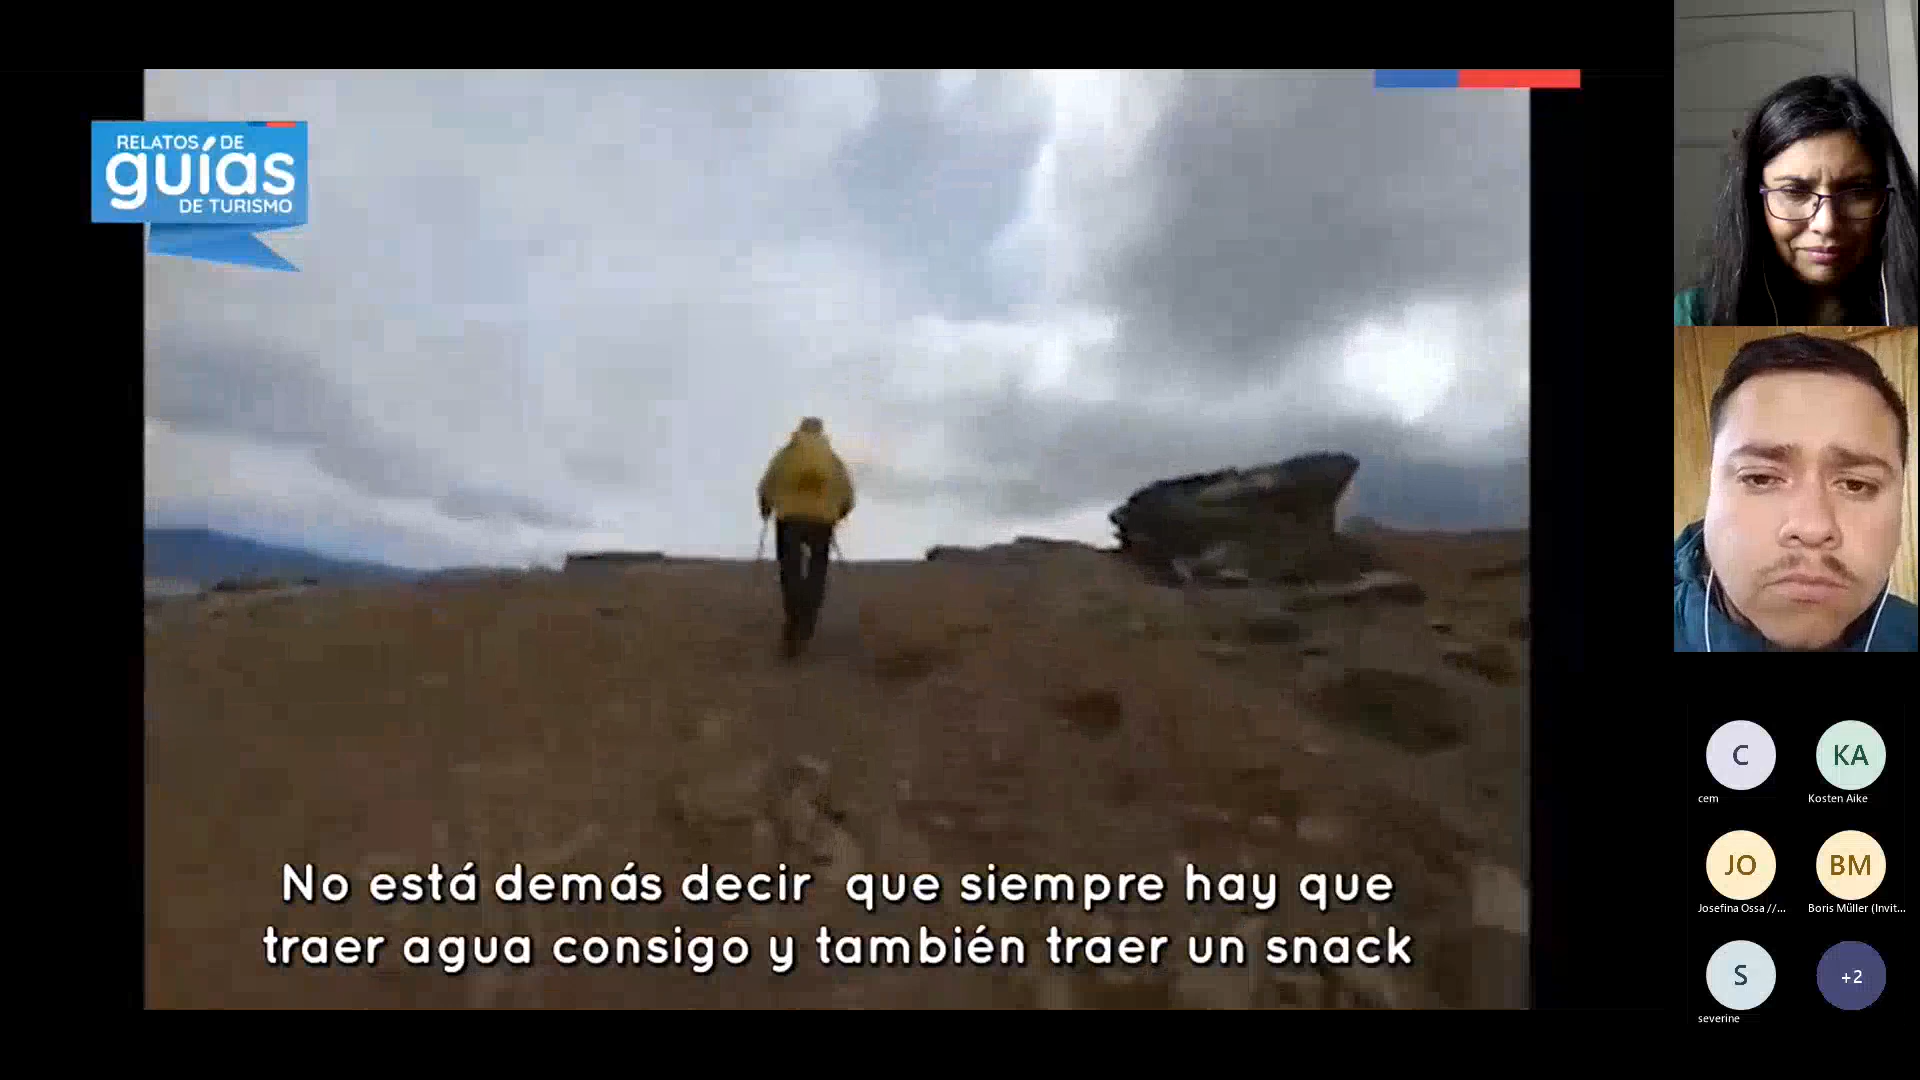 RELATOS DE
guías
DE TURISMO
No está demás decir que siempre hay que
traer agua consigo y también traer un snack
C
cem
KA
Kosten Aike
JO
Josefina Ossa //...
BM
Boris Müller (Invit...
S
severine
+2